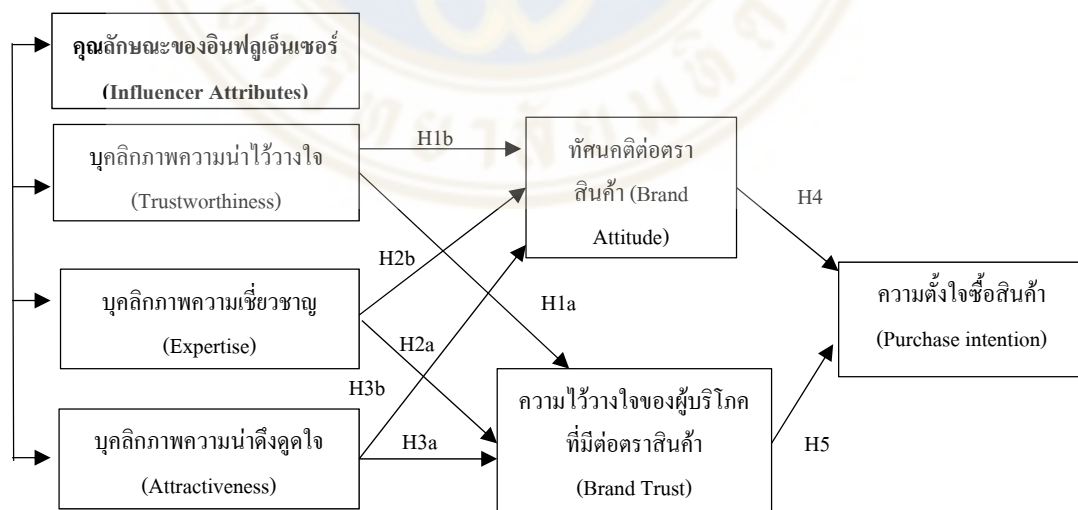 คุณลักษณะของอินฟลูเอ็นเซอร์
(Influencer Attributes)
บุคลิกภาพความน่าไว้วางใจ
(Trustworthiness)
H1b
ทัศนคติต่อตรา
สินค้า (Brand
Attitude)
H4
H2b
บุคลิกภาพความเชี่ยวชาญ
(Expertise)
H1a
ความตั้งใจซื้อสินค้า
(Purchase intention)
H2a
H3b
บุคลิกภาพความน่าดึงดูดใจ
(Attractiveness)
H3a
ความไว้วางใจของผู้บริโภค
ที่มีต่อตราสินค้า
(Brand Trust)
H5